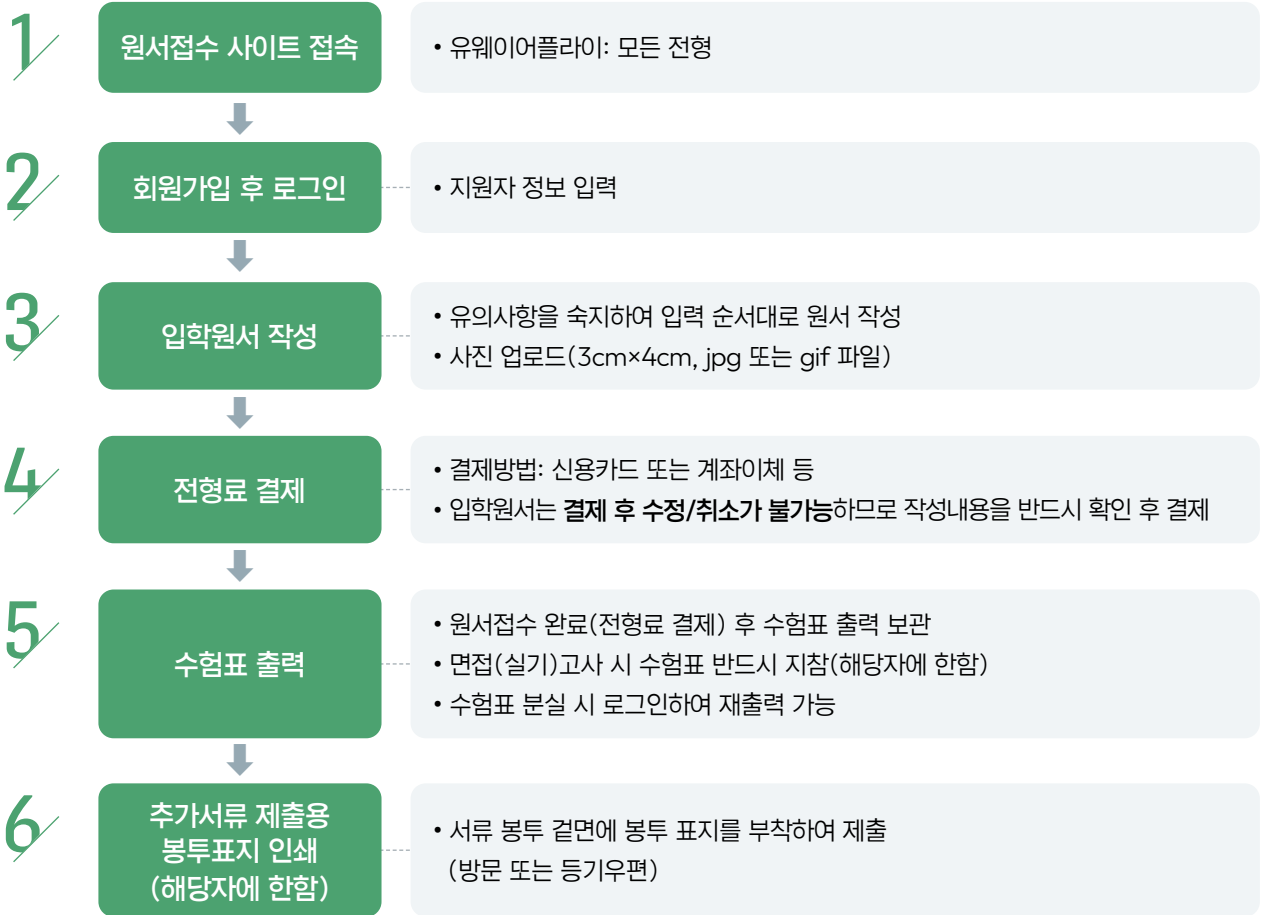 1
원서접수 사이트 접속
• 유웨이어플라이: 모든 전형
2
회원가입 후 로그인
• 지원자 정보 입력
3
입학원서 작성
• 유의사항을 숙지하여 입력 순서대로 원서 작성
• 사진 업로드(3cm×4cm, jpg 또는 gif 파일)
4
전형료 결제
• 결제방법: 신용카드 또는 계좌이체 등
• 입학원서는 결제 후 수정/취소가 불가능하므로 작성내용을 반드시 확인 후 결제
5
수험표 출력
• 원서접수 완료(전형료 결제) 후 수험표 출력 보관
• 면접(실기)고사 시 수험표 반드시 지참(해당자에 한함)
• 수험표 분실 시 로그인하여 재출력 가능
6
추가서류 제출용
봉투표지 인쇄
(해당자에 한함)
• 서류 봉투 겉면에 봉투 표지를 부착하여 제출
(방문 또는 등기우편)